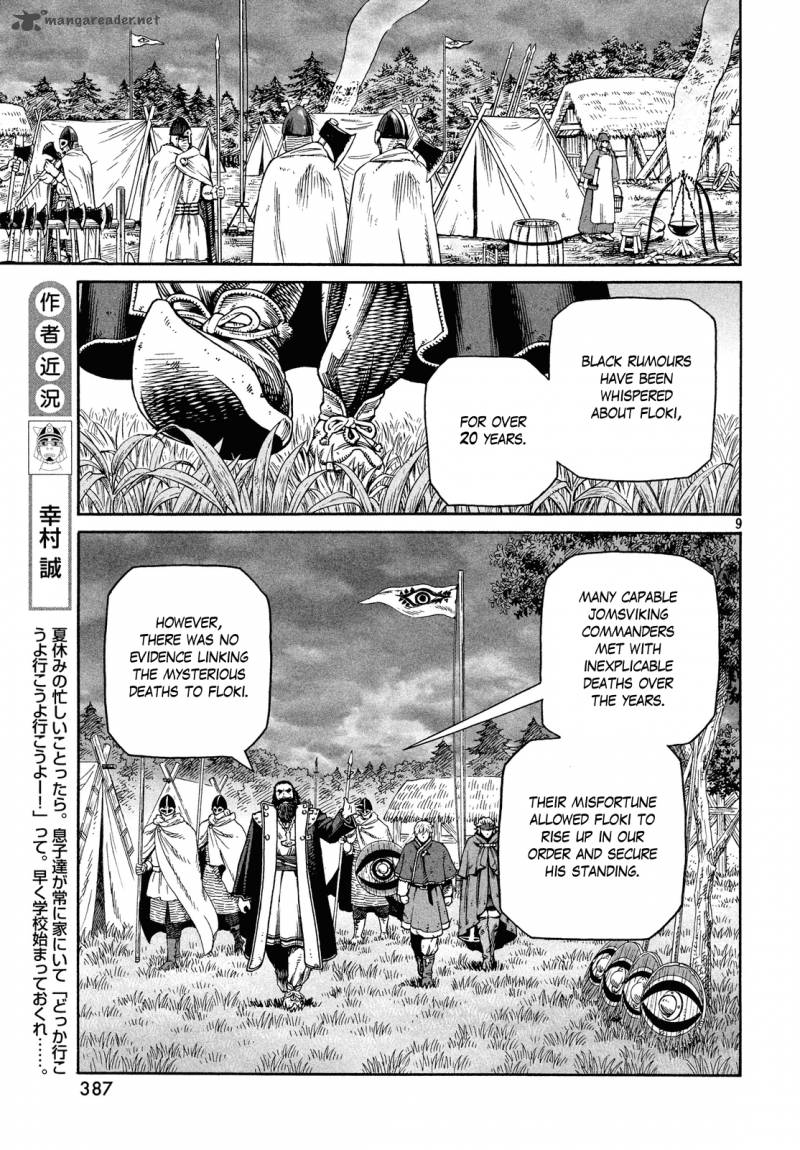 mangareader.net
BLACK RUMOURS
HAVE BEEN
WHISPERED
ABOUT FLOKI,
FOR OVER
20 YEARS.
9
MANY CAPABLE
JOMSVIKING
COMMANDERS
MET WITH
INEXPLICABLE
DEATHS OVER
THE YEARS.
THEIR MISFORTUNE
ALLOWED FLOKI TO
RISE UP IN OUR
ORDER AND SECURE
HIS STANDING.
HOWEVER,
THERE WAS NO
EVIDENCE LINKING
THE MYSTERIOUS
DEATHS TO FLOKI.
作者近況
幸村誠
夏休みの忙しいことったら。息子達が常に家にいて「どっか行こ
うよ行こうよ行こうよー！」って。早く学校始まっておくれ……。
387